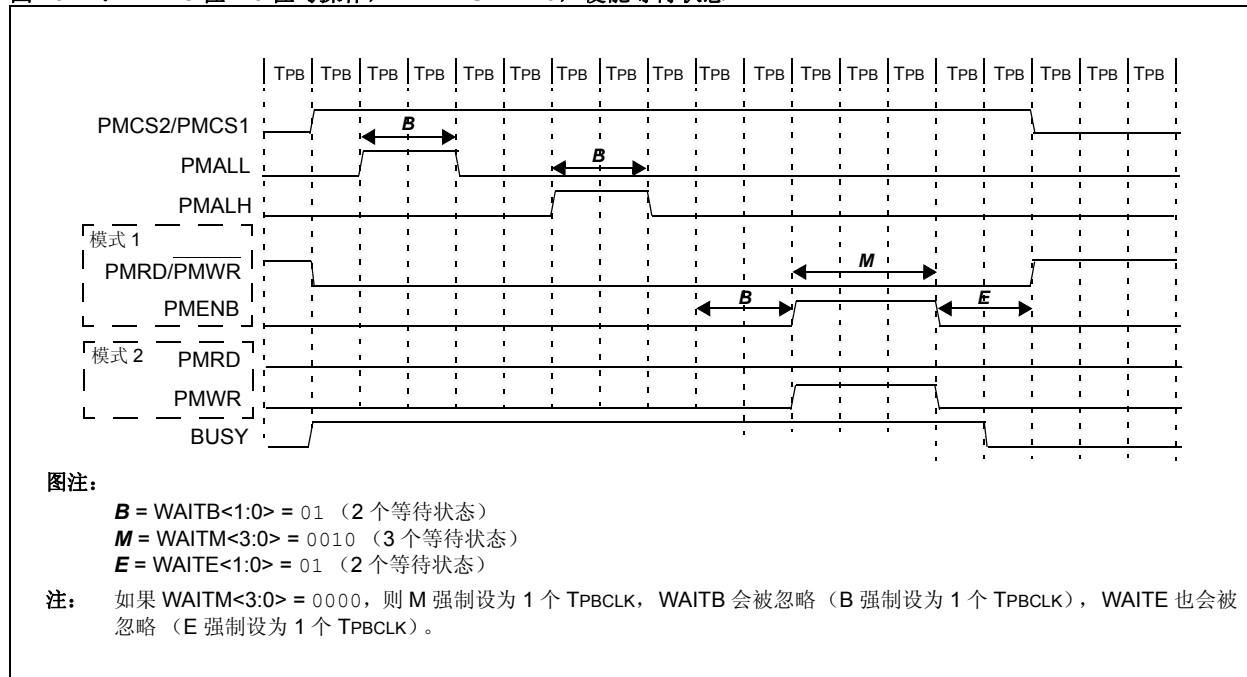 TPB TPB TPB TPB TPB TPB TPB TPB TPB TPB TPB TPB TPB TPB TPB TPB TPB TPB TPB
PMCS2/PMCS1
B
PMALL
B
PMALH
模式 1
PMRD/PMWR
M
PMENB
B
E
模式 2
PMRD
PMWR
BUSY
图注：
B = WAITB<1:0> = 01 （2 个等待状态）
M = WAITM<3:0> = 0010 （3 个等待状态）
E = WAITE<1:0> = 01 （2 个等待状态）
注： 如果 WAITM<3:0> = 0000，则 M 强制设为 1 个 TPBCLK， WAITB 会被忽略 （B 强制设为 1 个 TPBCLK）， WAITE 也会被
忽略 （E 强制设为 1 个 TPBCLK）。